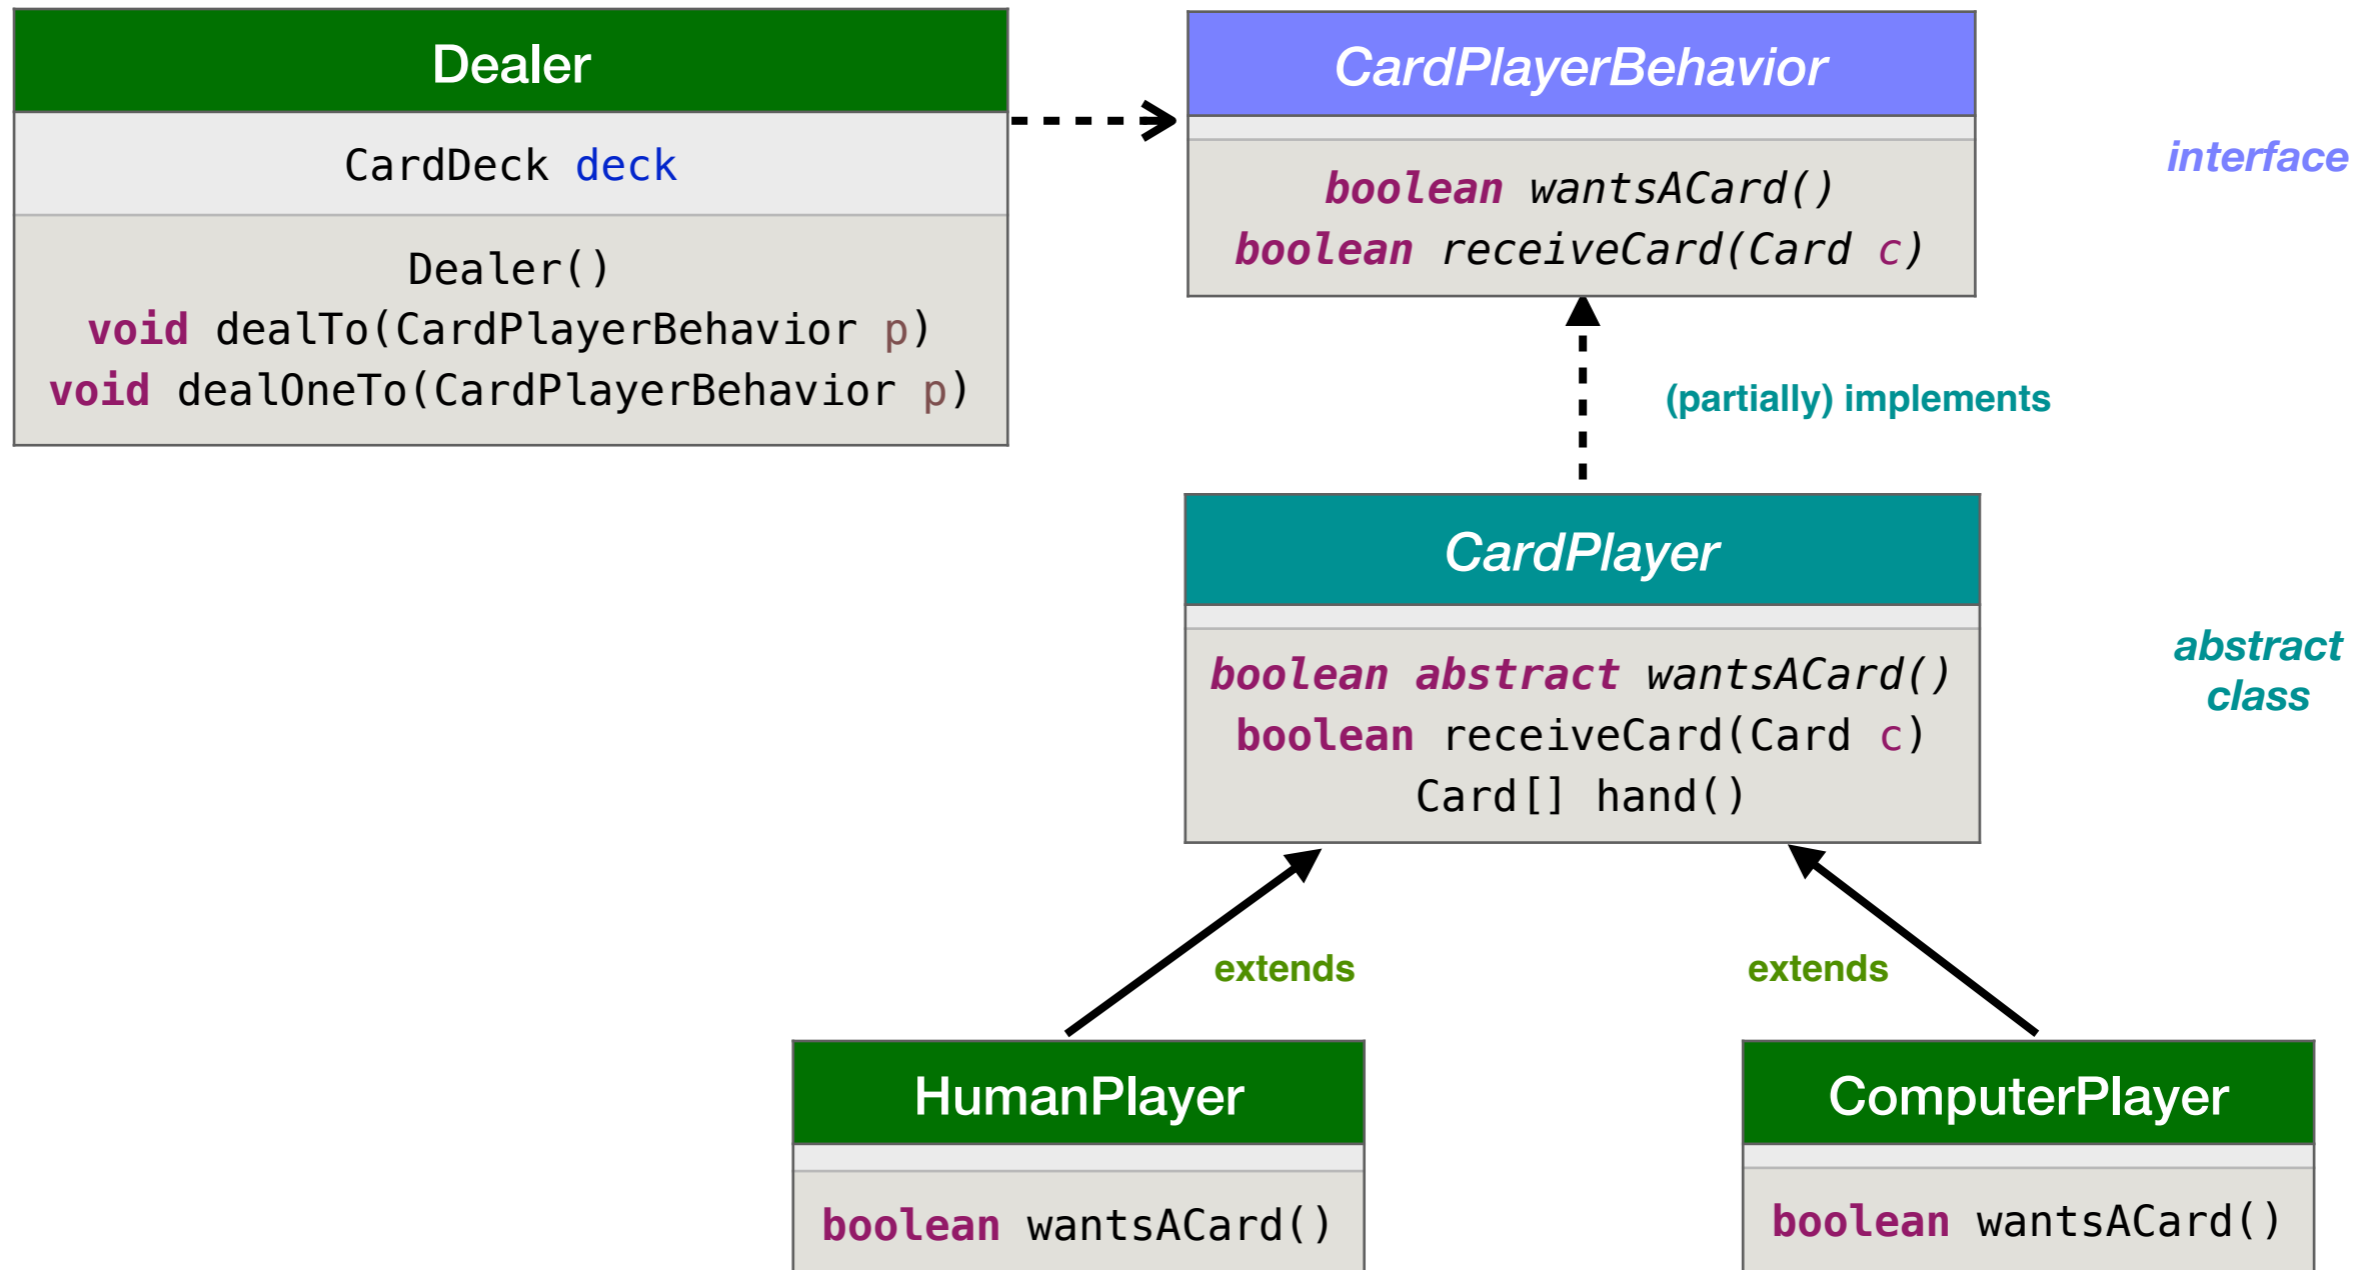 Dealer
CardDeck deck
Dealer()
void dealTo(CardPlayerBehavior p)
void dealOneTo(CardPlayerBehavior p)
CardPlayerBehavior
boolean wantsACard()
boolean receiveCard(Card c)
interface
(partially) implements
CardPlayer
boolean abstract wantsACard()
boolean receiveCard(Card c)
Card[] hand()
abstract
class
extends
extends
HumanPlayer
boolean wantsACard()
ComputerPlayer
boolean wantsACard()